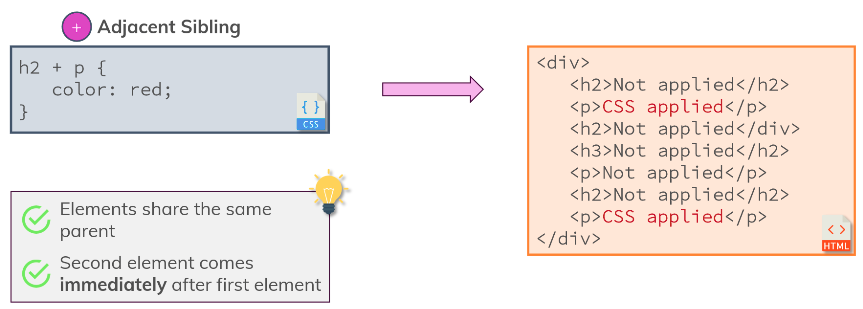 + Adjacent Sibling
h2 + p {
color: red;
}
{ }
CSS
Elements share the same
parent
Second element comes
immediately after first element
<div>
<h2>Not applied</h2>
<p>CSS applied</p>
<h2>Not applied</div>
<h3>Not applied</h2>
<p>Not applied</p>
<h2>Not applied</h2>
<p>CSS applied</p>
</div>
<>
HTML